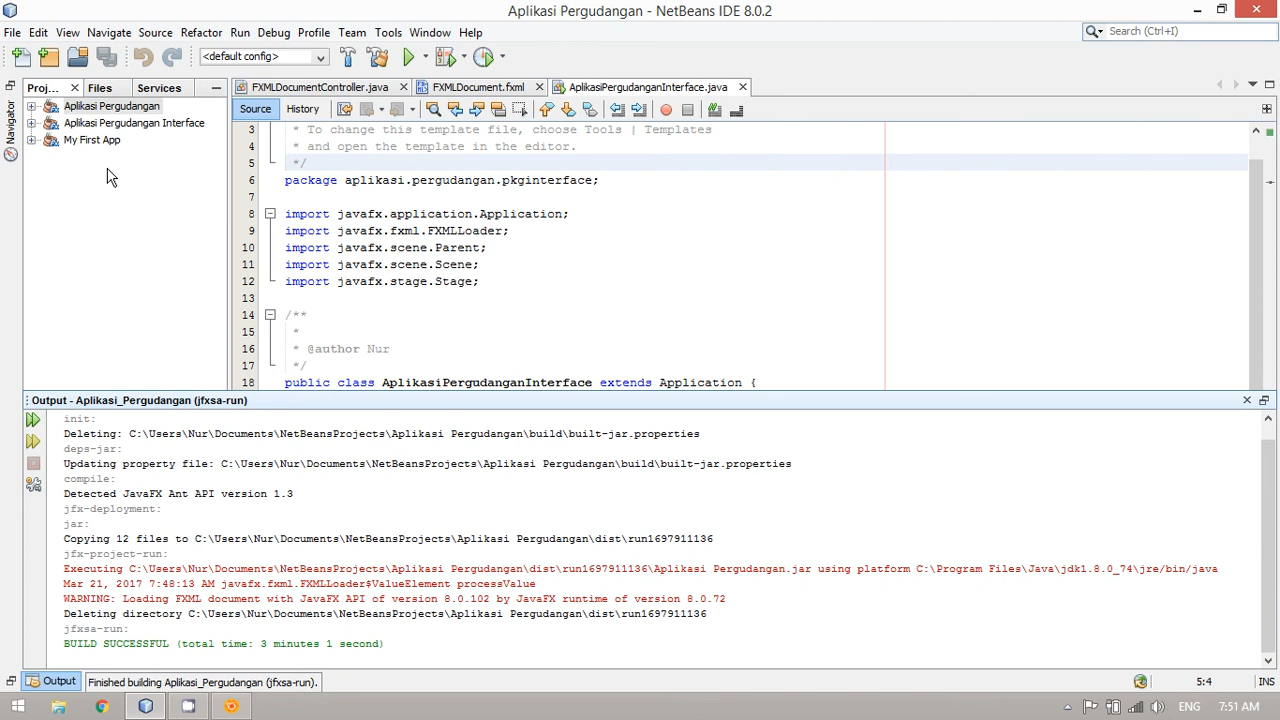 Aplikasi Pergudangan - NetBeans IDE 8.0.2
File Edit View Navigate Source Refactor Run Debug Profile Team Tools Window Help
Search (Ctrl+I)
<default config>
Proj... Files Services
FXMLDocumentController.java FXMLDocument.fxml AplikasiPergudanganInterface.java
Navigator
Source History
Aplikasi Pergudangan
Aplikasi Pergudangan Interface
My First App
3 * To change this template file, choose Tools | Templates
4 * and open the template in the editor.
5 */
6 package aplikasi.pergudangan.pkginterface;
7
8 import javafx.application.Application;
9 import javafx.fxml.FXMLLoader;
10 import javafx.scene.Parent;
11 import javafx.scene.Scene;
12 import javafx.stage.Stage;
13
14 /**
15 *
16 * @author Nur
17 */
18 public class AplikasiPergudanganInterface extends Application {
Output - Aplikasi_Pergudangan (jfxsa-run)
init:
Deleting: C:\Users\Nur\Documents\NetBeansProjects\Aplikasi Pergudangan\build\built-jar.properties
deps-jar:
Updating property file: C:\Users\Nur\Documents\NetBeansProjects\Aplikasi Pergudangan\build\built-jar.properties
compile:
Detected JavaFX Ant API version 1.3
jfx-deployment:
jar:
Copying 12 files to C:\Users\Nur\Documents\NetBeansProjects\Aplikasi Pergudangan\dist\run1697911136
jfx-project-run:
Executing C:\Users\Nur\Documents\NetBeansProjects\Aplikasi Pergudangan\dist\run1697911136\Aplikasi Pergudangan.jar using platform C:\Program Files\Java\jdk1.8.0_74\jre/bin/java
Mar 21, 2017 7:48:13 AM javafx.fxml.FXMLLoader$ValueElement processValue
WARNING: Loading FXML document with JavaFX API of version 8.0.102 by JavaFX runtime of version 8.0.72
Deleting directory C:\Users\Nur\Documents\NetBeansProjects\Aplikasi Pergudangan\dist\run1697911136
jfxsa-run:
BUILD SUCCESSFUL (total time: 3 minutes 1 second)
Output Finished building Aplikasi_Pergudangan (jfxsa-run). 5:4 INS
ENG 7:51 AM